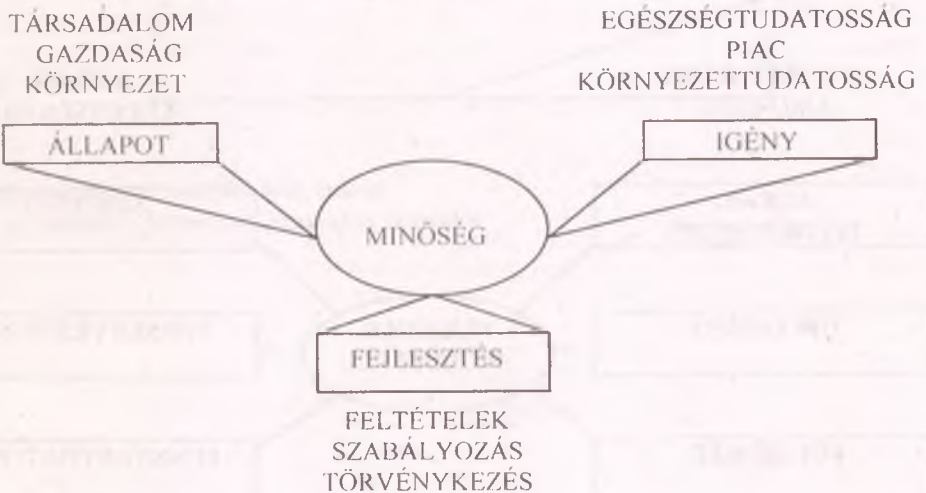 TÁRSADALOM
GAZDASÁG
KÖRNYEZET
ÁLLAPOT
EGÉSZSÉGTUDATOSSÁG
PIAC
KÖRNYEZETTUDATOSSÁG
IGÉNY
MINŐSÉG
FEJLESZTÉS
FELTÉTELEK
SZABÁLYOZÁS
TÖRVÉNYKEZÉS